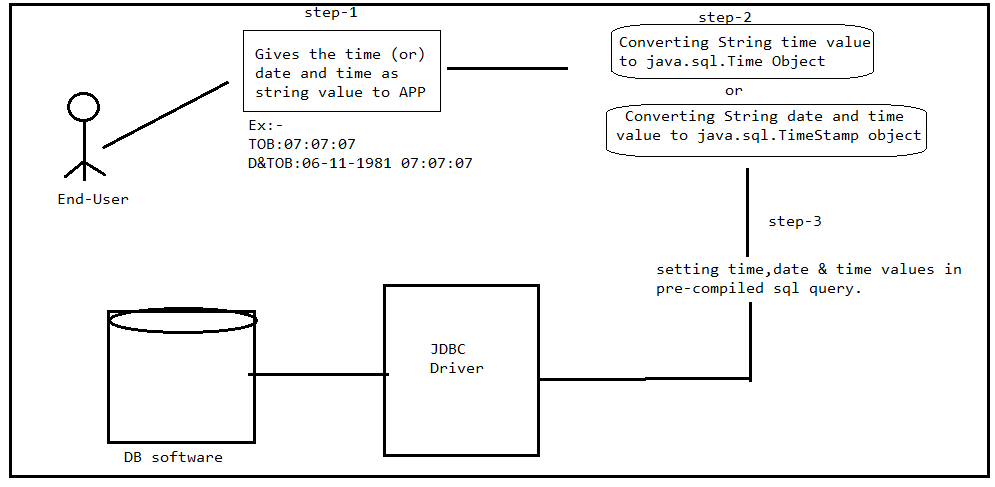 step-1
Gives the time (or)
date and time as
string value to APP
Ex:-
TOB:07:07:07
D&TOB:06-11-1981 07:07:07
End-User
step-2
Converting String time value
to java.sql.Time Object
or
Converting String date and time
value to java.sql.TimeStamp object
step-3
setting time,date & time values in
pre-compiled sql query.
JDBC
Driver
DB software